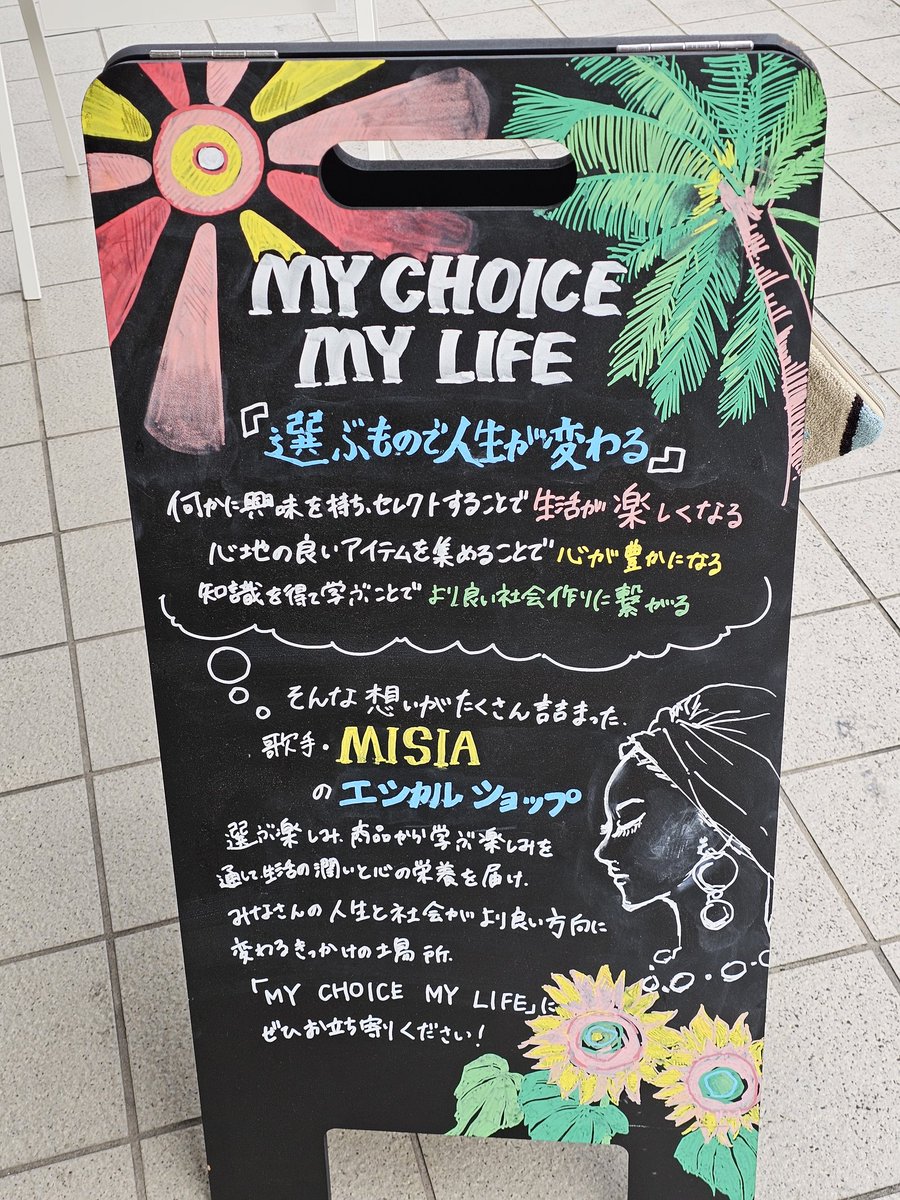 MY CHOICE
MY LIFE
『選ぶもので人生が変わる』
何かに興味を持ち、セレクトすることで生活が楽しくなる
心地の良いアイテムを集めることで心が豊かになる
知識を得て学ぶことでより良い社会作りに繋がる
そんな想いがたくさん詰まった
歌手・MISIA
のエシカルショップ
選ぶ楽しみ、商品から学ぶ楽しみを
通して、生活の潤いと心の栄養を届け、
みなさんの人生と社会がより良い方向に
変わるきっかけの場所。
「MY CHOICE MY LIFE」に
ぜひお立ち寄りください!